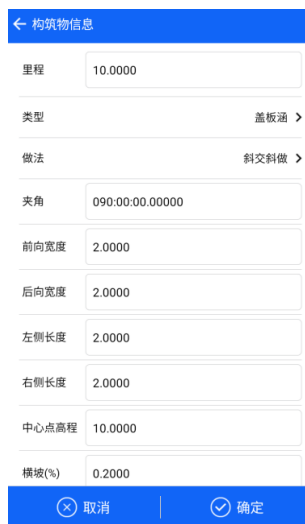 构筑物信息
里程 10.0000
类型 盖板涵
做法 斜交斜做
夹角 090:00:00.00000
前向宽度 2.0000
后向宽度 2.0000
左侧长度 2.0000
右侧长度 2.0000
中心点高程 10.0000
横坡(%) 0.2000
取消 确定